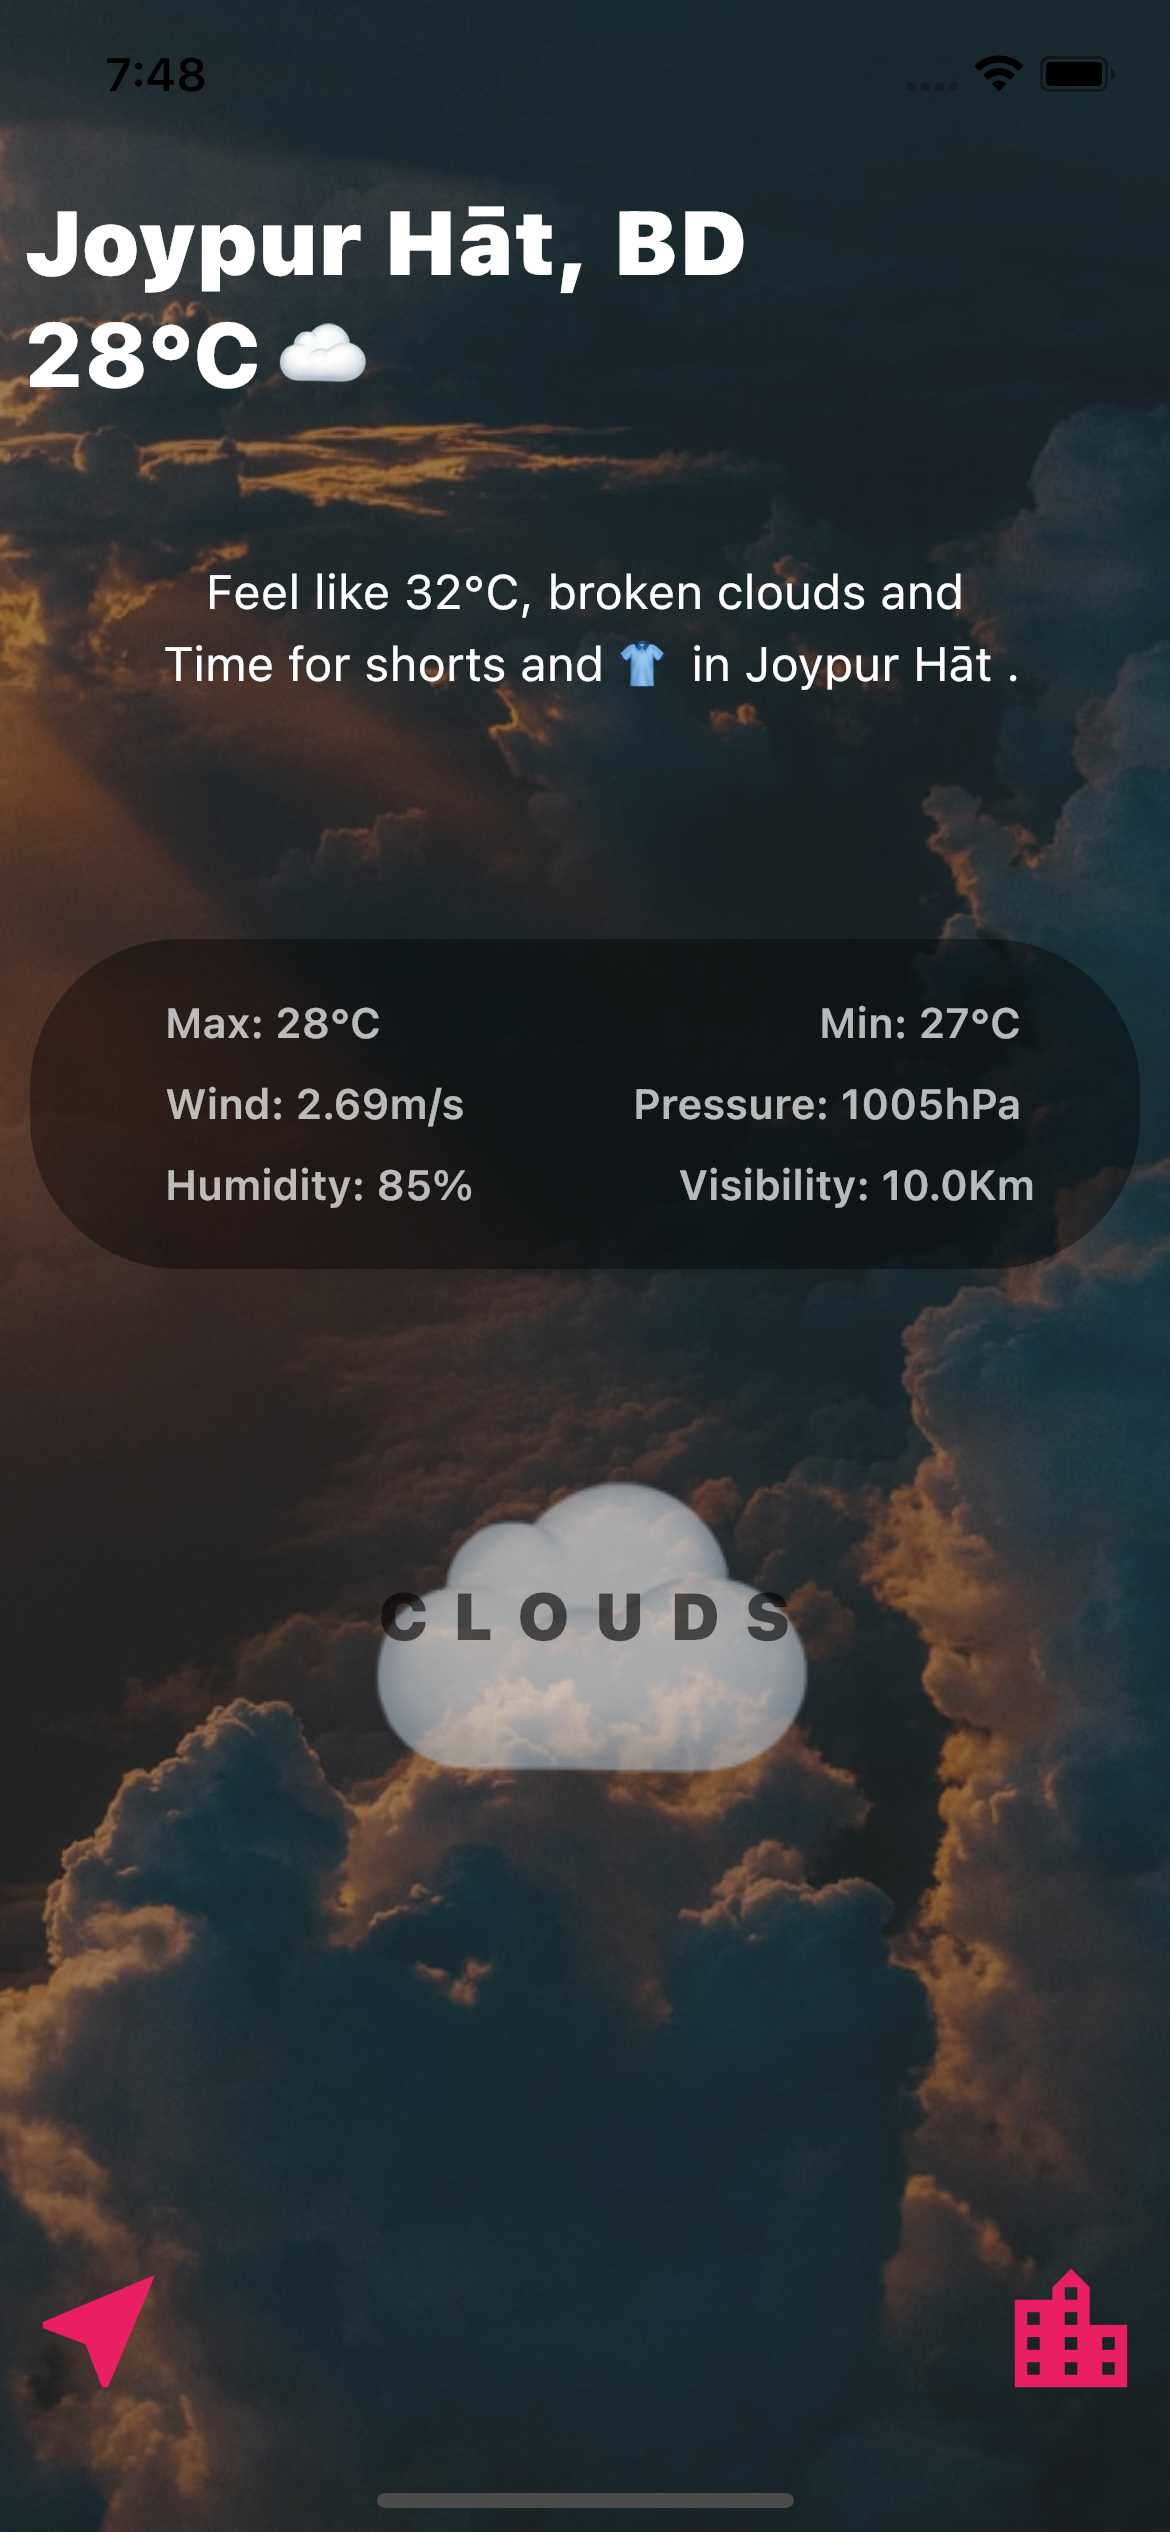 7:48
Joypur Hāt, BD
28°C ☁️
Feel like 32°C, broken clouds and
Time for shorts and 👕 in Joypur Hāt .
Max: 28°C Min: 27°C
Wind: 2.69m/s Pressure: 1005hPa
Humidity: 85% Visibility: 10.0Km
CLOUDS